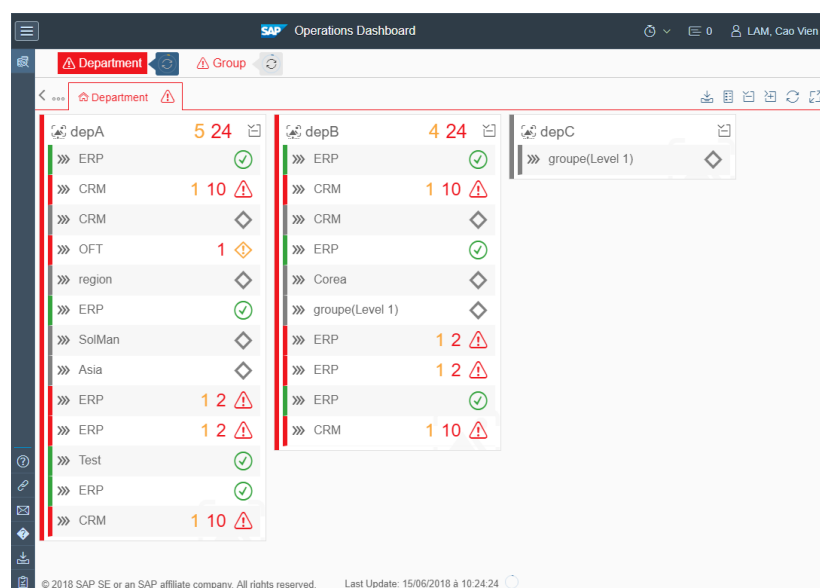 SAP Operations Dashboard
0 LAM, Cao Vien
Department
Group
Department
depA 5 24
ERP
CRM 1 10
CRM
OFT 1
region
ERP
SolMan
Asia
ERP 1 2
ERP 1 2
Test
ERP
CRM 1 10
depB 4 24
ERP
CRM 1 10
CRM
ERP
Corea
groupe(Level 1)
ERP 1 2
ERP 1 2
ERP
CRM 1 10
depC
groupe(Level 1)
© 2018 SAP SE or an SAP affiliate company. All rights reserved. Last Update: 15/06/2018 à 10:24:24